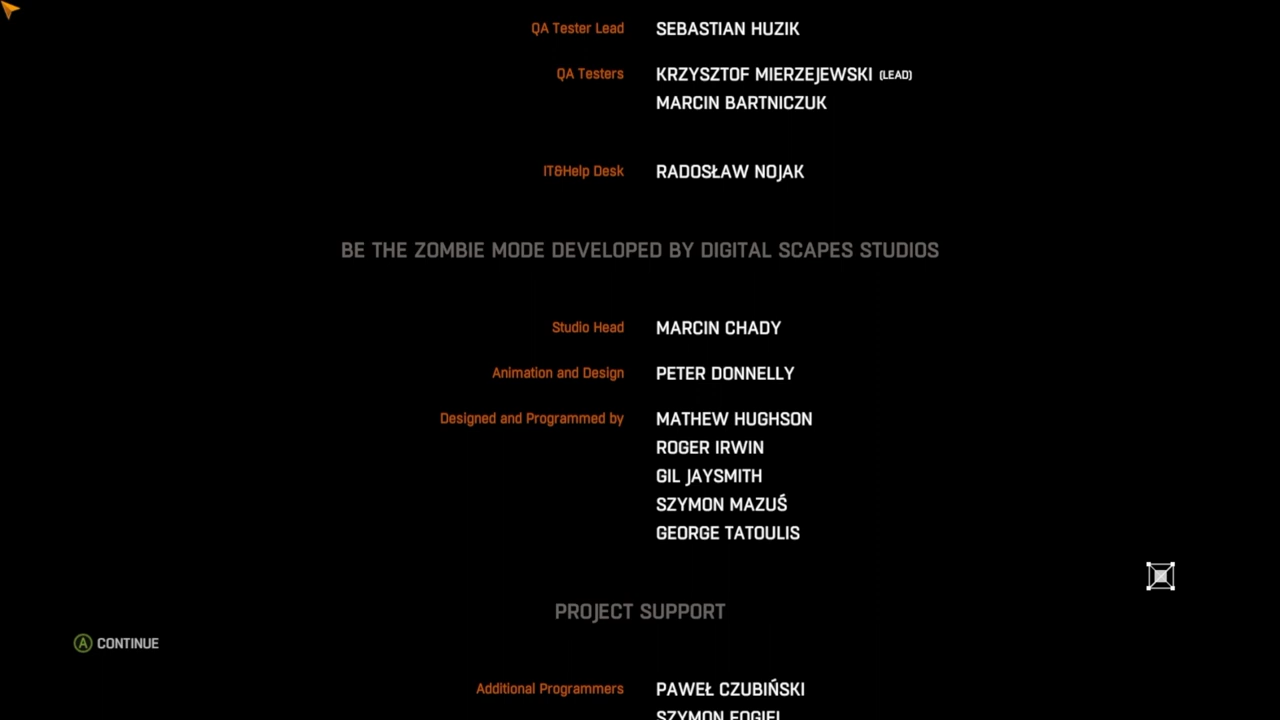 QA Tester Lead SEBASTIAN HUZIK
QA Testers KRZYSZTOF MIERZEJEWSKI (LEAD)
MARCIN BARTNICZUK
IT&Help Desk RADOSŁAW NOJAK
BE THE ZOMBIE MODE DEVELOPED BY DIGITAL SCAPES STUDIOS
Studio Head MARCIN CHADY
Animation and Design PETER DONNELLY
Designed and Programmed by MATHEW HUGHSON
ROGER IRWIN
GIL JAYSMITH
SZYMON MAZUŚ
GEORGE TATOULIS
PROJECT SUPPORT
A CONTINUE
Additional Programmers PAWEŁ CZUBIŃSKI
SZYMON FOGIEL